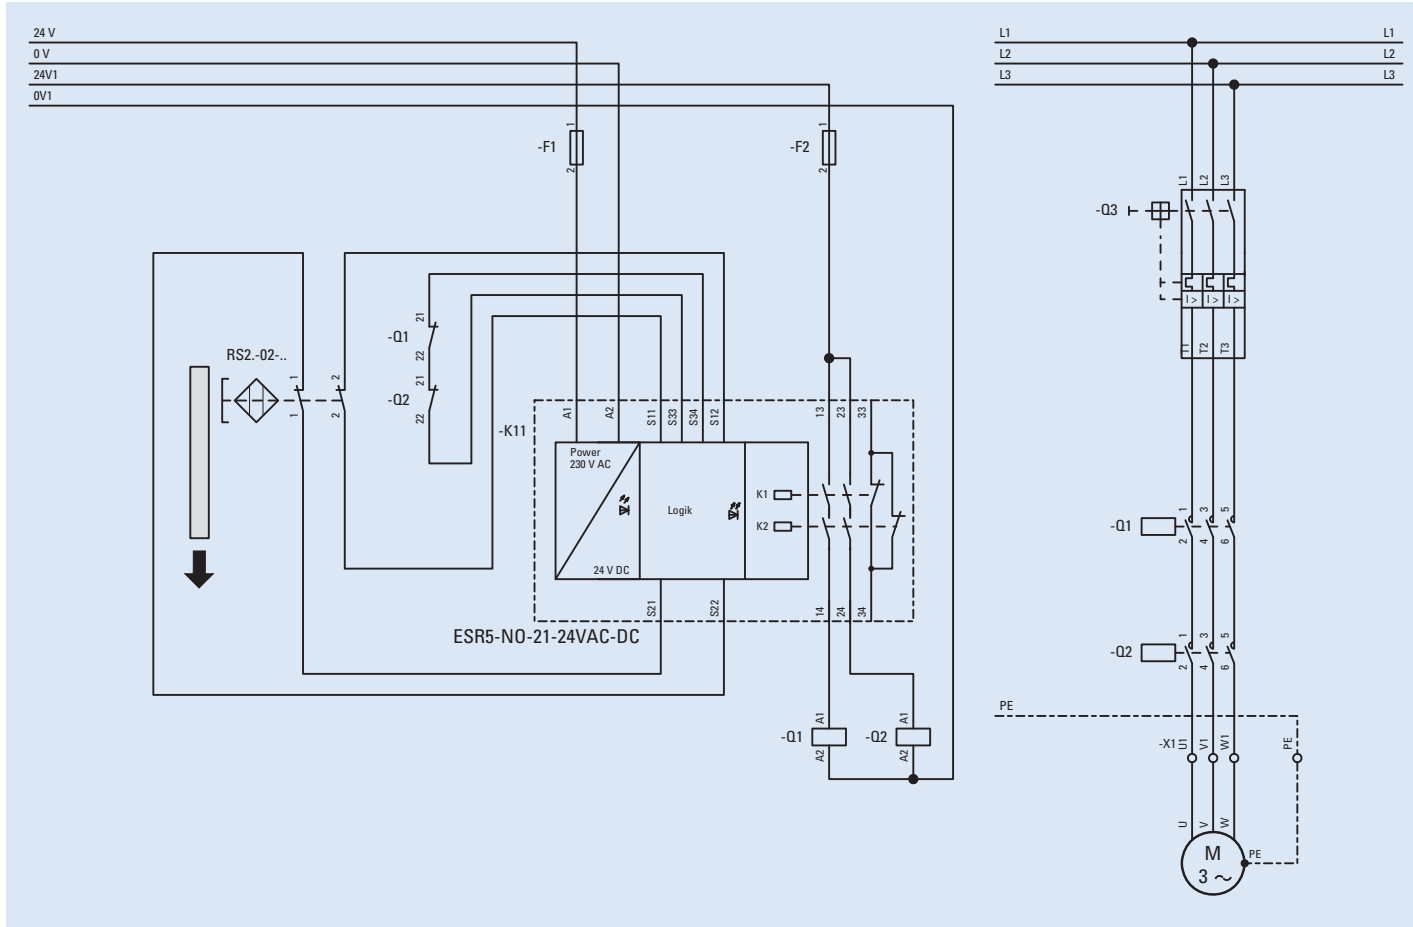 24 V
0 V
24V1
0V1
L1 L1
L2 L2
L3 L3
-F1 1 2
-F2 1 2
L1 L2 L3
-Q3
I > I > I >
T1 T2 T3
RS2.-02-..
1 2
1 2
-Q1 21 22
-Q2 21 22
-K11
A1 A2 S11 S33 S34 S12 13 23 33
Power
230 V AC
Logik
K1
K2
24 V DC
S21 S22 14 24 34
ESR5-NO-21-24VAC-DC
-Q1 1 3 5
2 4 6
-Q2 1 3 5
2 4 6
-Q1 A1 A2
-Q2 A1 A2
PE
-X1 U1 V1 W1 PE
U V W
M
3 ~
PE